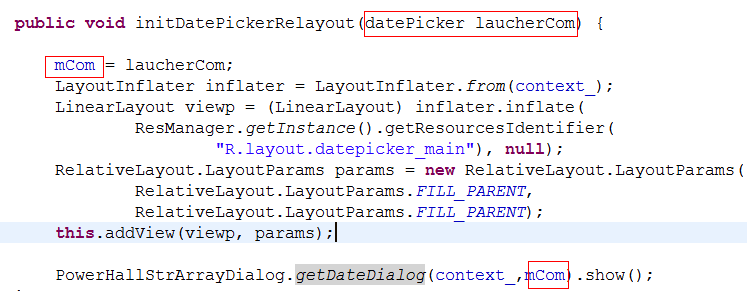 public void initDatePickerRelayout(datePicker laucherCom) {
mCom = laucherCom;
LayoutInflater inflater = LayoutInflater.from(context_);
LinearLayout viewp = (LinearLayout) inflater.inflate(
ResManager.getInstance().getResourcesIdentifier(
"R.layout.datepicker_main"), null);
RelativeLayout.LayoutParams params = new RelativeLayout.LayoutParams(
RelativeLayout.LayoutParams.FILL_PARENT,
RelativeLayout.LayoutParams.FILL_PARENT);
this.addView(viewp, params);
PowerHallStrArrayDialog.getDateDialog(context_,mCom).show();